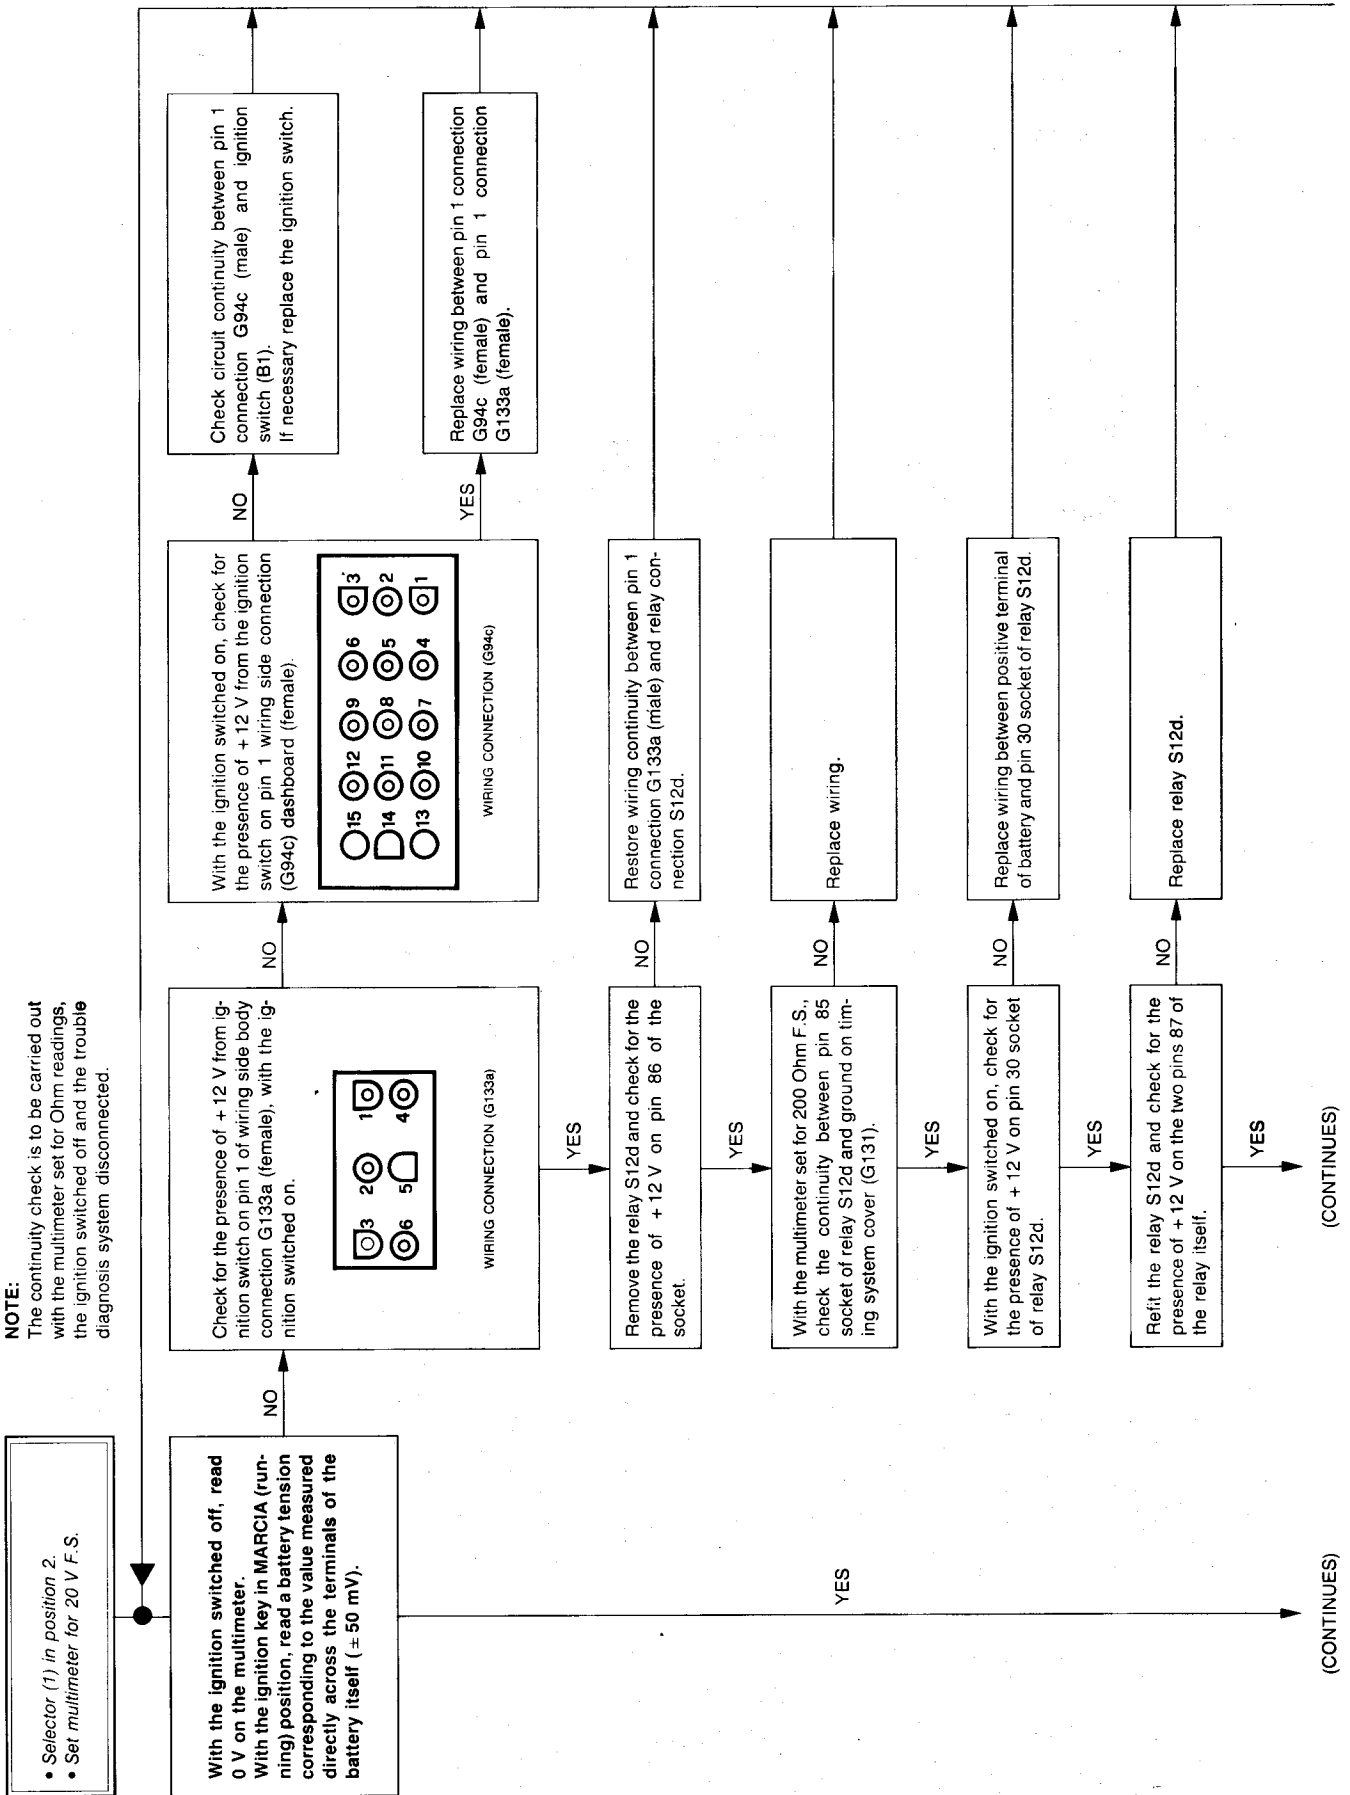 • Selector (1) in position 2.
• Set multimeter for 20 V F.S.
NOTE:
The continuity check is to be carried out
with the multimeter set for Ohm readings,
the ignition switched off and the trouble
diagnosis system disconnected.
With the ignition switched off, read
0 V on the multimeter.
With the ignition key in MARCIA (run-
ning) position, read a battery tension
corresponding to the value measured
directly across the terminals of the
battery itself (± 50 mV).
NO
Check for the presence of + 12 V from ig-
nition switch on pin 1 of wiring side body
connection G133a (female), with the ig-
nition switched on.
3 2 1
6 5 4
WIRING CONNECTION (G133a)
NO
With the ignition switched on, check for
the presence of + 12 V from the ignition
switch on pin 1 wiring side connection
(G94c) dashboard (female).
15 12 9 6 3
14 11 8 5 2
13 10 7 4 1
WIRING CONNECTION (G94c)
NO
Check circuit continuity between pin 1
connection G94c (male) and ignition
switch (B1).
If necessary replace the ignition switch.
YES
Replace wiring between pin 1 connection
G94c (female) and pin 1 connection
G133a (female).
YES
Remove the relay S12d and check for the
presence of + 12 V on pin 86 of the
socket.
NO
Restore wiring continuity between pin 1
connection G133a (male) and relay con-
nection S12d.
YES
With the multimeter set for 200 Ohm F.S.,
check the continuity between pin 85
socket of relay S12d and ground on tim-
ing system cover (G131).
NO
Replace wiring.
YES
YES
With the ignition switched on, check for
the presence of + 12 V on pin 30 socket
of relay S12d.
NO
Replace wiring between positive terminal
of battery and pin 30 socket of relay S12d.
YES
Refit the relay S12d and check for the
presence of + 12 V on the two pins 87 of
the relay itself.
NO
Replace relay S12d.
YES
(CONTINUES)
(CONTINUES)